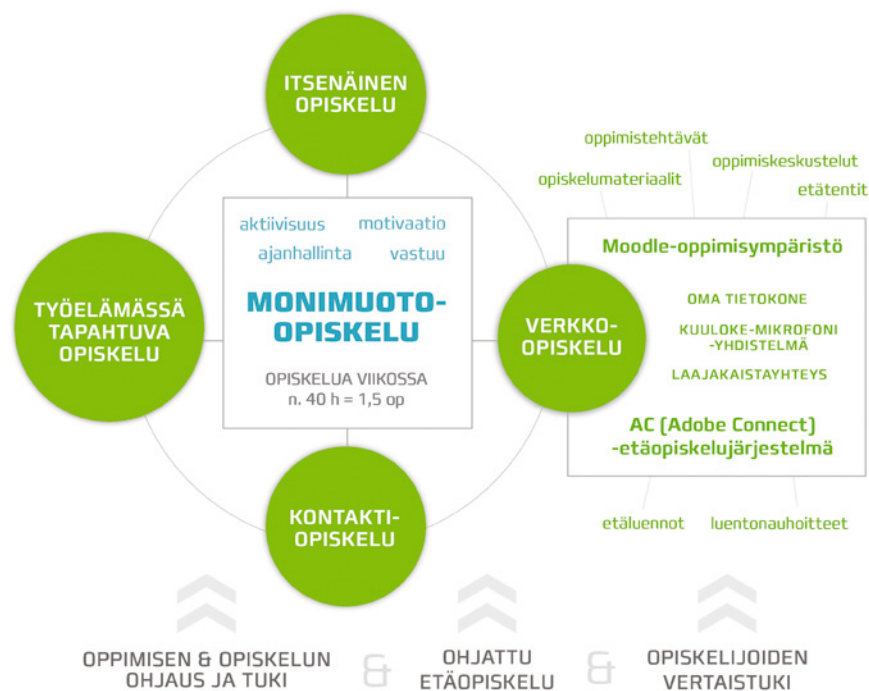 ITSENÄINEN
OPISKELU
oppimistehtävät
oppimiskeskustelut
opiskelumateriaalit
etätentit
aktiivisuus
motivaatio
ajanhallinta
vastuu
MONIMUOTO-
OPISKELU
OPISKELUA VIIKOSSA
n. 40 h = 1,5 op
TYÖELÄMÄSSÄ
TAPAHTUVA
OPISKELU
VERKKO-
OPISKELU
Moodle-oppimisympäristö
OMA TIETOKONE
KUULOKE-MIKROFONI
-YHDISTELMÄ
LAAJAKAISTAYHTEYS
AC (Adobe Connect)
-etäopiskelujärjestelmä
etäluennot
luentonauhoitteet
KONTAKTI-
OPISKELU
OPPIMISEN & OPISKELUN
OHJAUS JA TUKI
&
OHJATTU
ETÄOPISKELU
&
OPISKELIJOIDEN
VERTAISTUKI